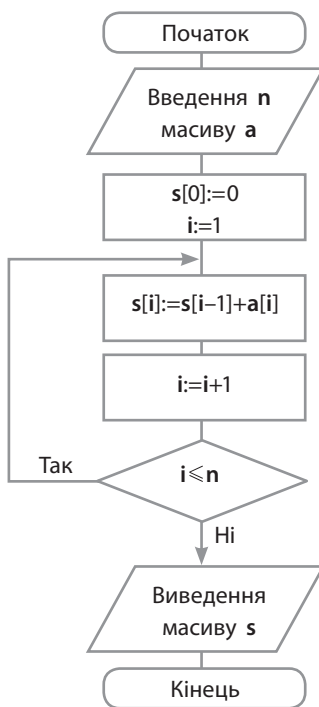 Початок
Введення n
масиву a
s[0]:=0
i:=1
s[i]:=s[i–1]+a[i]
i:=i+1
Так
i⩽n
Ні
Виведення
масиву s
Кінець